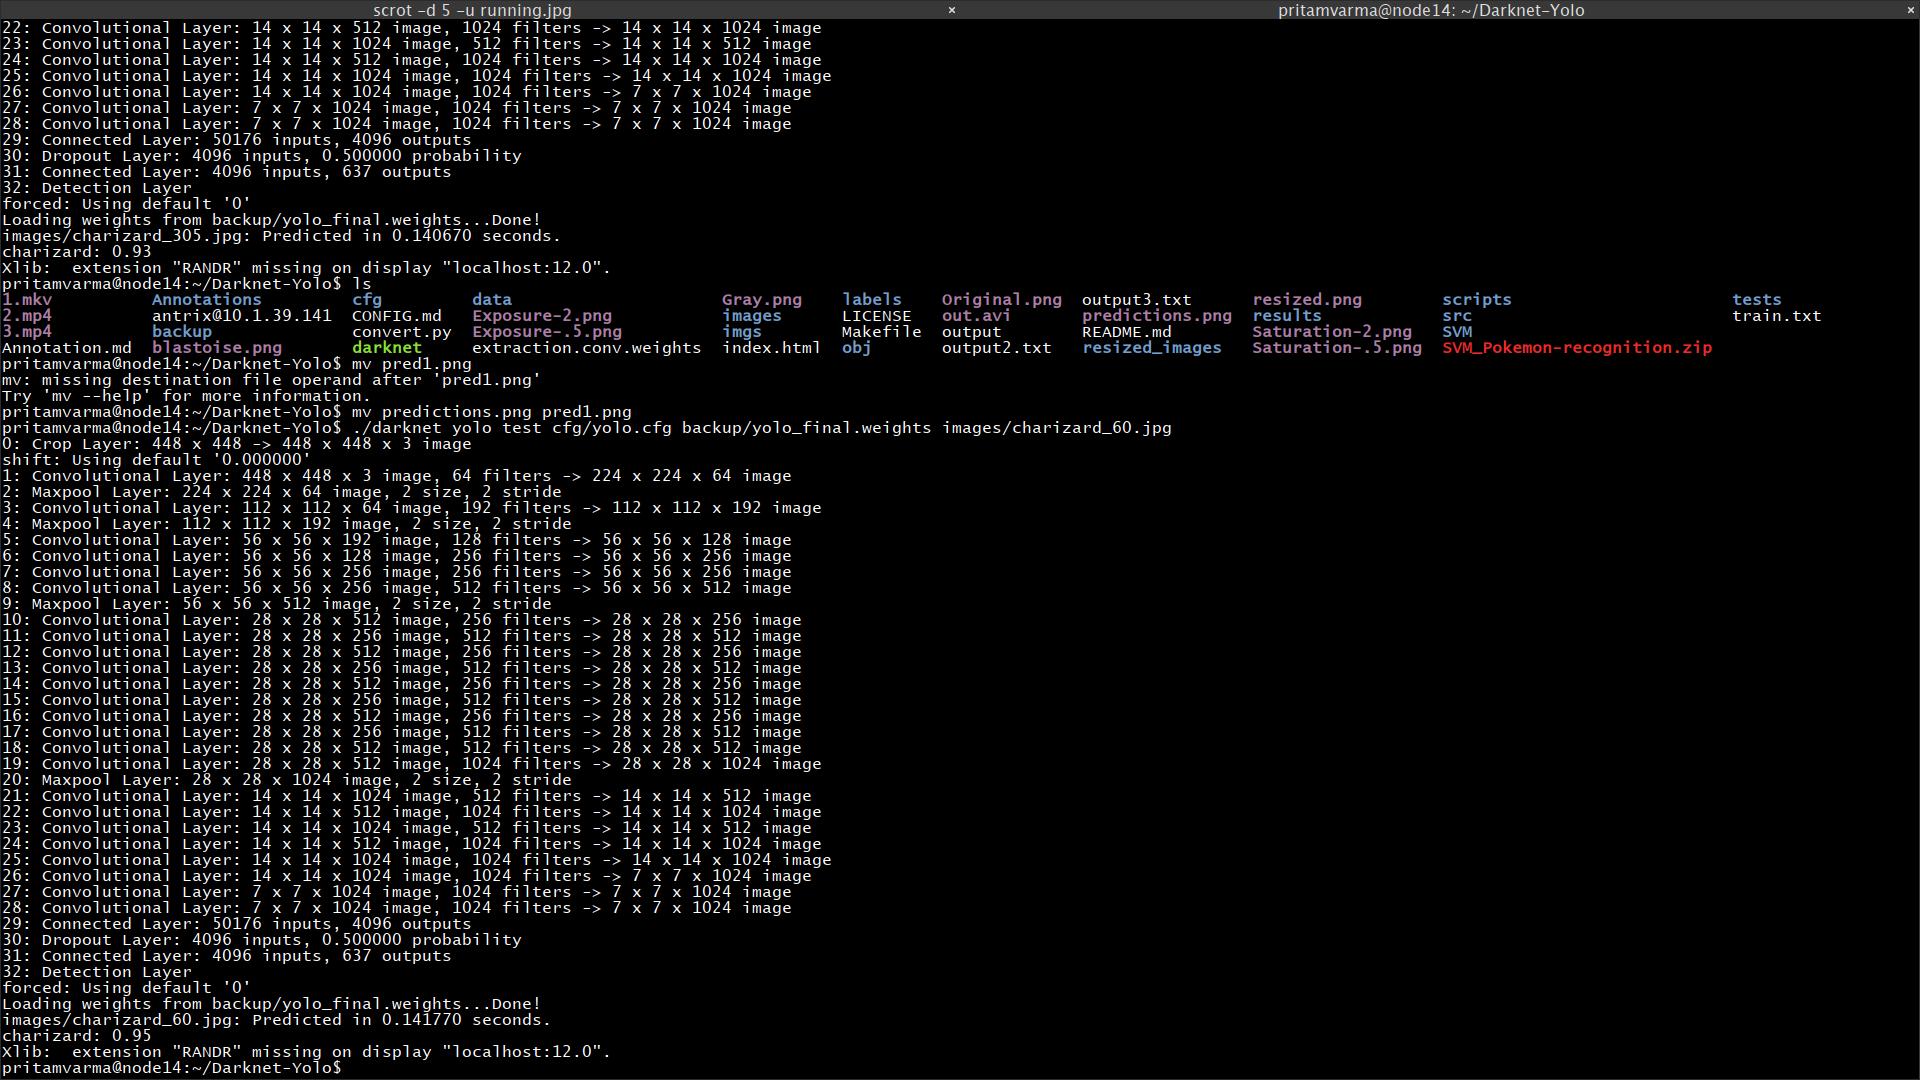 scrot -d 5 -u running.jpg × pritamvarma@node14: ~/Darknet-Yolo ×
22: Convolutional Layer: 14 x 14 x 512 image, 1024 filters -> 14 x 14 x 1024 image
23: Convolutional Layer: 14 x 14 x 1024 image, 512 filters -> 14 x 14 x 512 image
24: Convolutional Layer: 14 x 14 x 512 image, 1024 filters -> 14 x 14 x 1024 image
25: Convolutional Layer: 14 x 14 x 1024 image, 1024 filters -> 14 x 14 x 1024 image
26: Convolutional Layer: 14 x 14 x 1024 image, 1024 filters -> 7 x 7 x 1024 image
27: Convolutional Layer: 7 x 7 x 1024 image, 1024 filters -> 7 x 7 x 1024 image
28: Convolutional Layer: 7 x 7 x 1024 image, 1024 filters -> 7 x 7 x 1024 image
29: Connected Layer: 50176 inputs, 4096 outputs
30: Dropout Layer: 4096 inputs, 0.500000 probability
31: Connected Layer: 4096 inputs, 637 outputs
32: Detection Layer
forced: Using default '0'
Loading weights from backup/yolo_final.weights...Done!
images/charizard_305.jpg: Predicted in 0.140670 seconds.
charizard: 0.93
Xlib:  extension "RANDR" missing on display "localhost:12.0".
pritamvarma@node14:~/Darknet-Yolo$ ls
1.mkv Annotations cfg data Gray.png labels Original.png output3.txt resized.png scripts tests
2.mp4 antrix@10.1.39.141 CONFIG.md Exposure-2.png images LICENSE out.avi predictions.png results src train.txt
3.mp4 backup convert.py Exposure-.5.png imgs Makefile output README.md Saturation-2.png SVM
Annotation.md blastoise.png darknet extraction.conv.weights index.html obj output2.txt resized_images Saturation-.5.png SVM_Pokemon-recognition.zip
pritamvarma@node14:~/Darknet-Yolo$ mv pred1.png
mv: missing destination file operand after 'pred1.png'
Try 'mv --help' for more information.
pritamvarma@node14:~/Darknet-Yolo$ mv predictions.png pred1.png
pritamvarma@node14:~/Darknet-Yolo$ ./darknet yolo test cfg/yolo.cfg backup/yolo_final.weights images/charizard_60.jpg
0: Crop Layer: 448 x 448 -> 448 x 448 x 3 image
shift: Using default '0.000000'
1: Convolutional Layer: 448 x 448 x 3 image, 64 filters -> 224 x 224 x 64 image
2: Maxpool Layer: 224 x 224 x 64 image, 2 size, 2 stride
3: Convolutional Layer: 112 x 112 x 64 image, 192 filters -> 112 x 112 x 192 image
4: Maxpool Layer: 112 x 112 x 192 image, 2 size, 2 stride
5: Convolutional Layer: 56 x 56 x 192 image, 128 filters -> 56 x 56 x 128 image
6: Convolutional Layer: 56 x 56 x 128 image, 256 filters -> 56 x 56 x 256 image
7: Convolutional Layer: 56 x 56 x 256 image, 256 filters -> 56 x 56 x 256 image
8: Convolutional Layer: 56 x 56 x 256 image, 512 filters -> 56 x 56 x 512 image
9: Maxpool Layer: 56 x 56 x 512 image, 2 size, 2 stride
10: Convolutional Layer: 28 x 28 x 512 image, 256 filters -> 28 x 28 x 256 image
11: Convolutional Layer: 28 x 28 x 256 image, 512 filters -> 28 x 28 x 512 image
12: Convolutional Layer: 28 x 28 x 512 image, 256 filters -> 28 x 28 x 256 image
13: Convolutional Layer: 28 x 28 x 256 image, 512 filters -> 28 x 28 x 512 image
14: Convolutional Layer: 28 x 28 x 512 image, 256 filters -> 28 x 28 x 256 image
15: Convolutional Layer: 28 x 28 x 256 image, 512 filters -> 28 x 28 x 512 image
16: Convolutional Layer: 28 x 28 x 512 image, 256 filters -> 28 x 28 x 256 image
17: Convolutional Layer: 28 x 28 x 256 image, 512 filters -> 28 x 28 x 512 image
18: Convolutional Layer: 28 x 28 x 512 image, 512 filters -> 28 x 28 x 512 image
19: Convolutional Layer: 28 x 28 x 512 image, 1024 filters -> 28 x 28 x 1024 image
20: Maxpool Layer: 28 x 28 x 1024 image, 2 size, 2 stride
21: Convolutional Layer: 14 x 14 x 1024 image, 512 filters -> 14 x 14 x 512 image
22: Convolutional Layer: 14 x 14 x 512 image, 1024 filters -> 14 x 14 x 1024 image
23: Convolutional Layer: 14 x 14 x 1024 image, 512 filters -> 14 x 14 x 512 image
24: Convolutional Layer: 14 x 14 x 512 image, 1024 filters -> 14 x 14 x 1024 image
25: Convolutional Layer: 14 x 14 x 1024 image, 1024 filters -> 14 x 14 x 1024 image
26: Convolutional Layer: 14 x 14 x 1024 image, 1024 filters -> 7 x 7 x 1024 image
27: Convolutional Layer: 7 x 7 x 1024 image, 1024 filters -> 7 x 7 x 1024 image
28: Convolutional Layer: 7 x 7 x 1024 image, 1024 filters -> 7 x 7 x 1024 image
29: Connected Layer: 50176 inputs, 4096 outputs
30: Dropout Layer: 4096 inputs, 0.500000 probability
31: Connected Layer: 4096 inputs, 637 outputs
32: Detection Layer
forced: Using default '0'
Loading weights from backup/yolo_final.weights...Done!
images/charizard_60.jpg: Predicted in 0.141770 seconds.
charizard: 0.95
Xlib:  extension "RANDR" missing on display "localhost:12.0".
pritamvarma@node14:~/Darknet-Yolo$